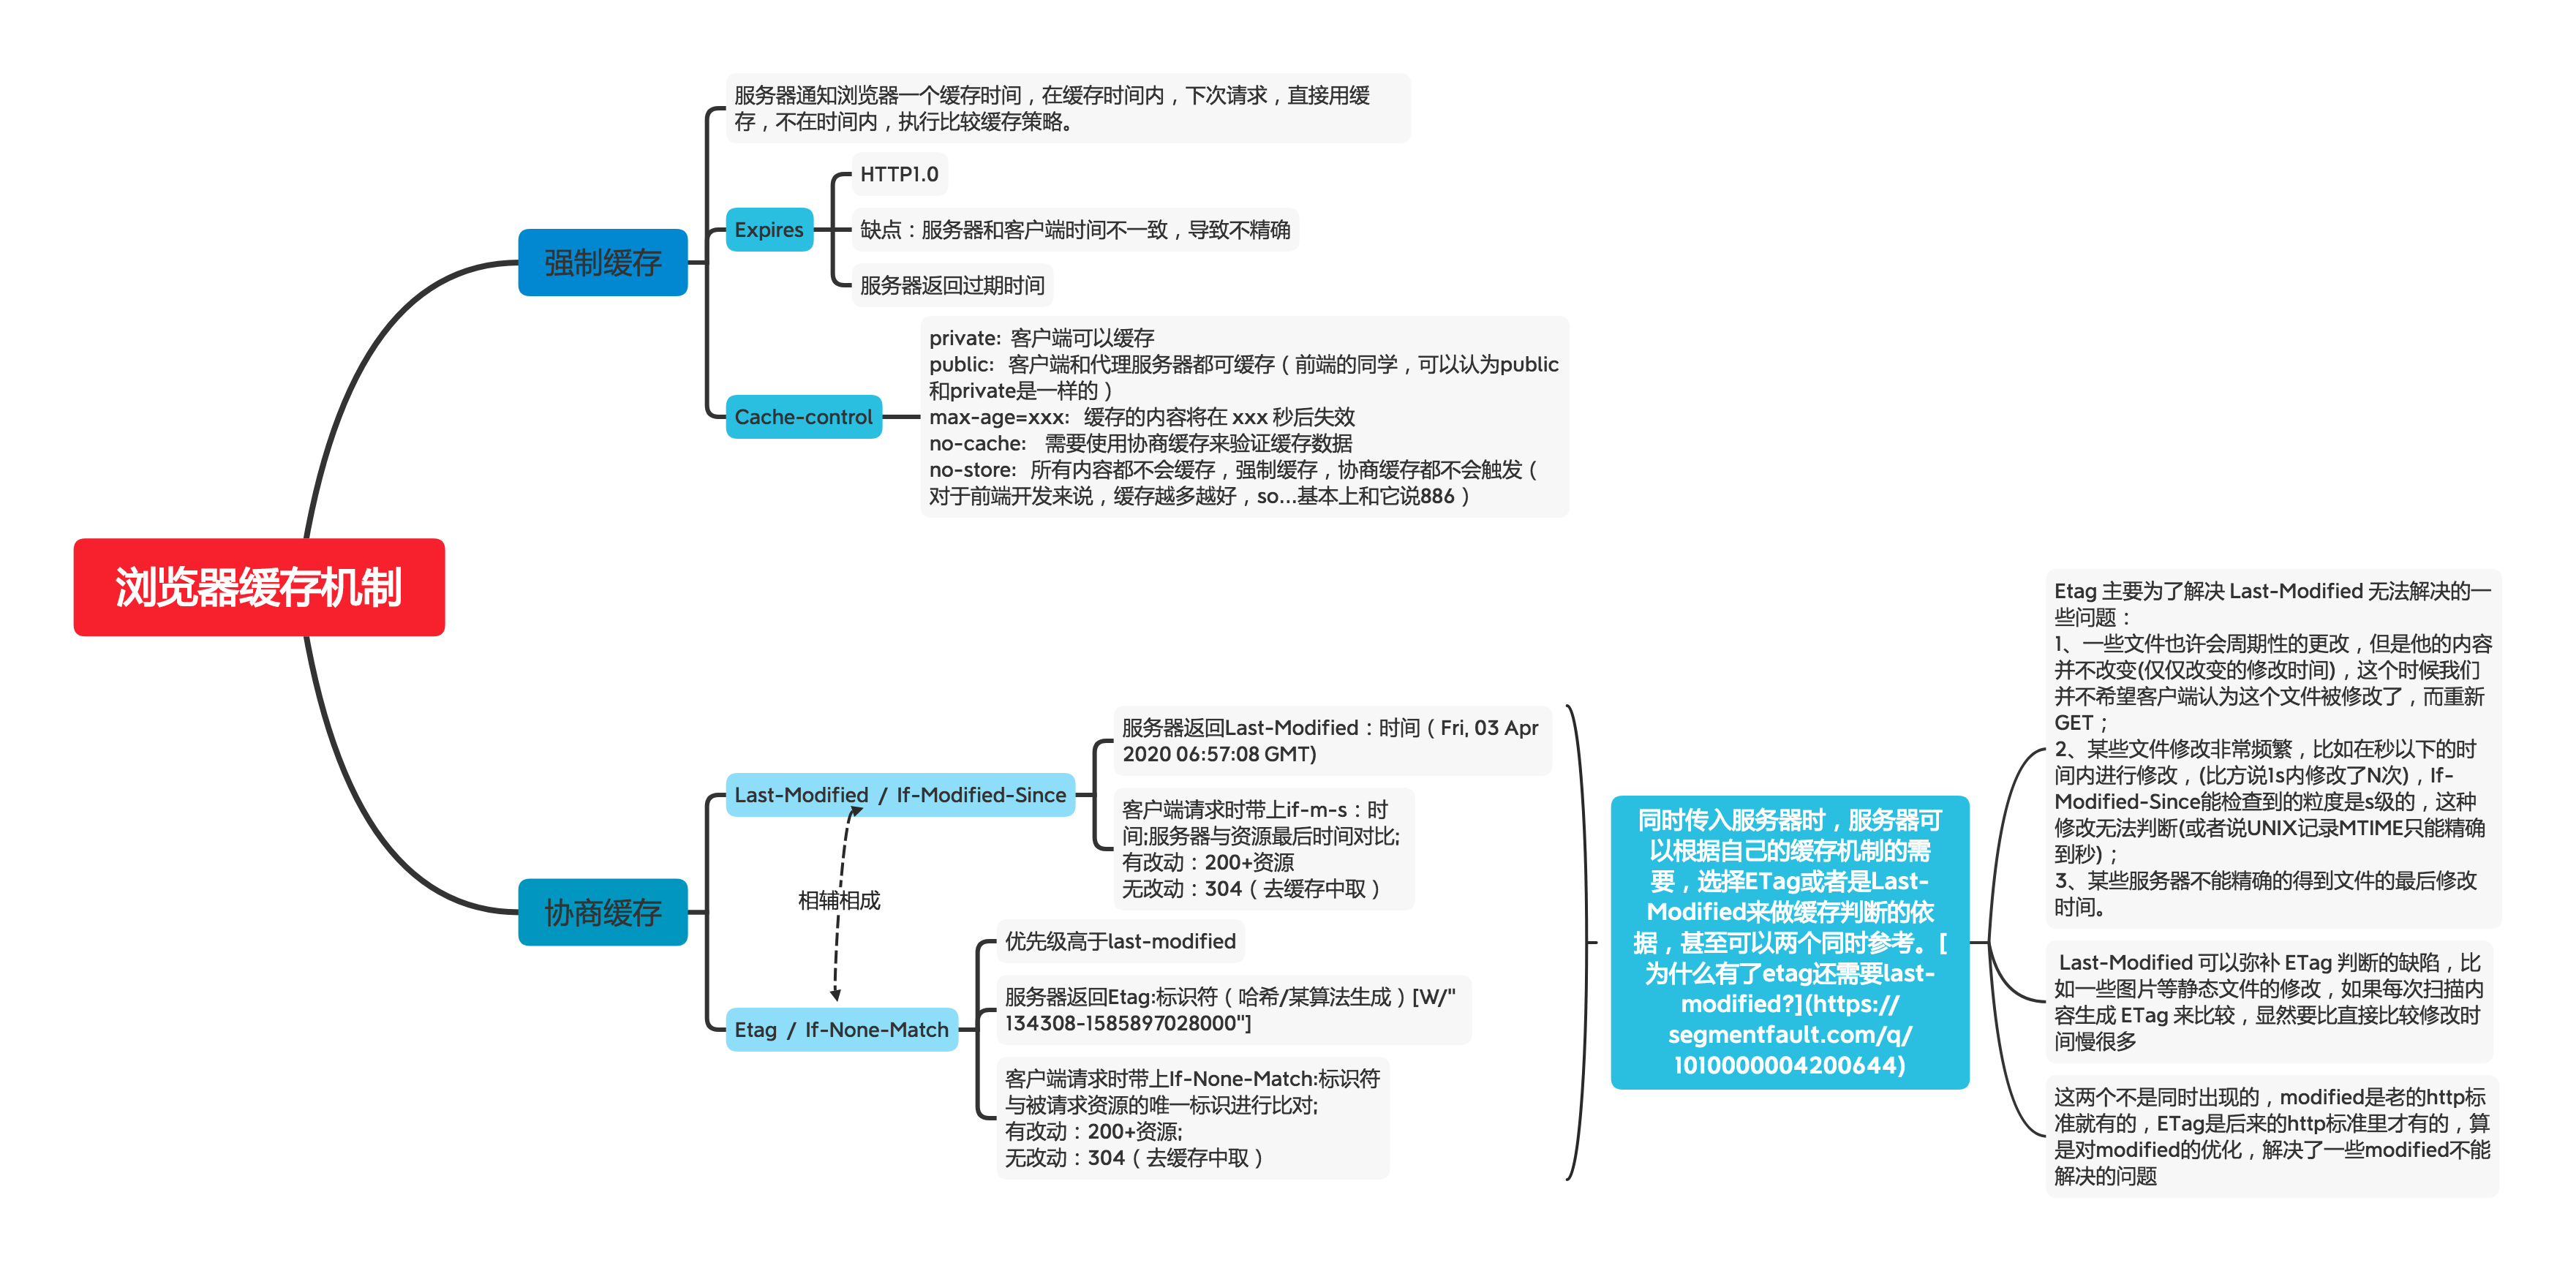 服务器通知浏览器一个缓存时间，在缓存时间内，下次请求，直接用缓
存，不在时间内，执行比较缓存策略。
HTTP1.0
Expires
缺点：服务器和客户端时间不一致，导致不精确
强制缓存
服务器返回过期时间
private: 客户端可以缓存
public: 客户端和代理服务器都可缓存（前端的同学，可以认为public
和private是一样的）
Cache-control
max-age=xxx: 缓存的内容将在 xxx 秒后失效
no-cache: 需要使用协商缓存来验证缓存数据
no-store: 所有内容都不会缓存，强制缓存，协商缓存都不会触发（
对于前端开发来说，缓存越多越好，so...基本上和它说886）
浏览器缓存机制
协商缓存
Last-Modified / If-Modified-Since
服务器返回Last-Modified：时间（Fri, 03 Apr
2020 06:57:08 GMT)
客户端请求时带上if-m-s：时
间;服务器与资源最后时间对比;
有改动：200+资源
无改动：304（去缓存中取）
相辅相成
Etag / If-None-Match
优先级高于last-modified
服务器返回Etag:标识符（哈希/某算法生成）[W/"
134308-1585897028000"]
客户端请求时带上If-None-Match:标识符
与被请求资源的唯一标识进行比对;
有改动：200+资源;
无改动：304（去缓存中取）
同时传入服务器时，服务器可
以根据自己的缓存机制的需
要，选择ETag或者是Last-
Modified来做缓存判断的依
据，甚至可以两个同时参考。[
为什么有了etag还需要last-
modified?](https://
segmentfault.com/q/
1010000004200644)
Etag 主要为了解决 Last-Modified 无法解决的一
些问题：
1、一些文件也许会周期性的更改，但是他的内容
并不改变(仅仅改变的修改时间)，这个时候我们
并不希望客户端认为这个文件被修改了，而重新
GET；
2、某些文件修改非常频繁，比如在秒以下的时
间内进行修改，(比方说1s内修改了N次)，If-
Modified-Since能检查到的粒度是s级的，这种
修改无法判断(或者说UNIX记录MTIME只能精确
到秒)；
3、某些服务器不能精确的得到文件的最后修改
时间。
Last-Modified 可以弥补 ETag 判断的缺陷，比
如一些图片等静态文件的修改，如果每次扫描内
容生成 ETag 来比较，显然要比直接比较修改时
间慢很多
这两个不是同时出现的，modified是老的http标
准就有的，ETag是后来的http标准里才有的，算
是对modified的优化，解决了一些modified不能
解决的问题